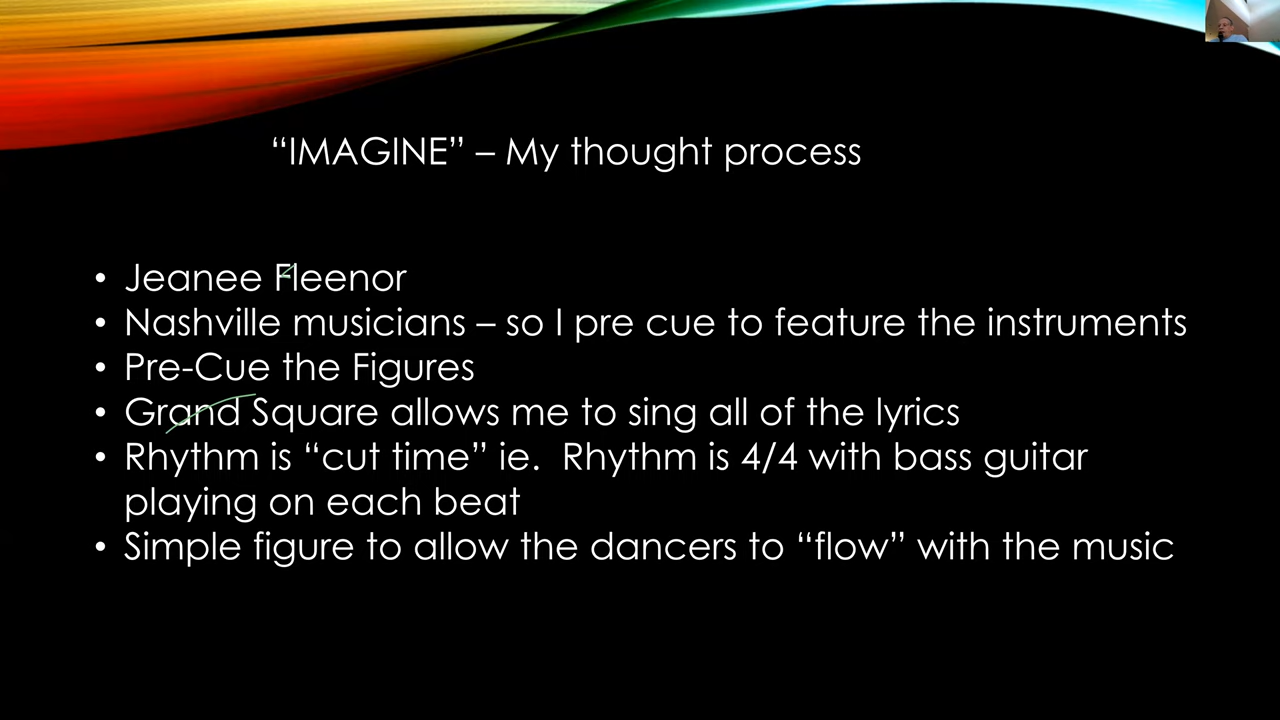 “IMAGINE” – My thought process
• Jeanee Fleenor
• Nashville musicians – so I pre cue to feature the instruments
• Pre-Cue the Figures
• Grand Square allows me to sing all of the lyrics
• Rhythm is “cut time” ie.  Rhythm is 4/4 with bass guitar
playing on each beat
• Simple figure to allow the dancers to “flow” with the music